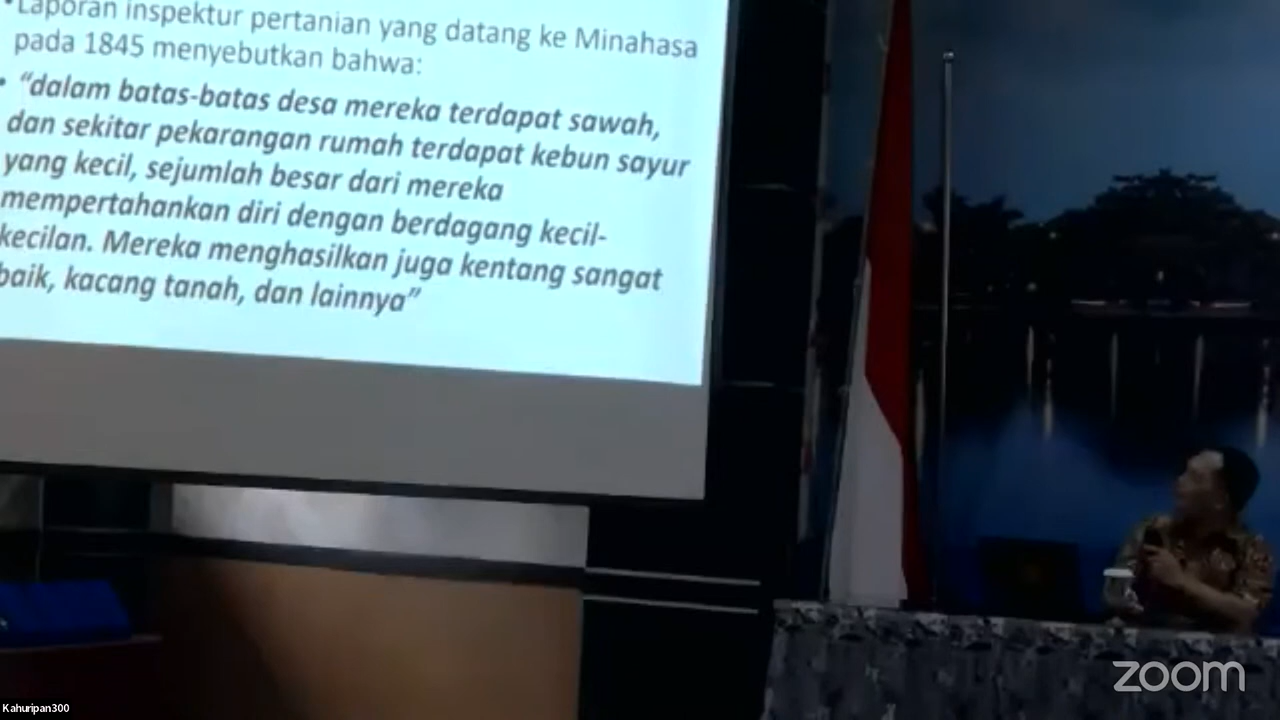 •Laporan inspektur pertanian yang datang ke Minahasa
pada 1845 menyebutkan bahwa:
• “dalam batas-batas desa mereka terdapat sawah,
dan sekitar pekarangan rumah terdapat kebun sayur
yang kecil, sejumlah besar dari mereka
mempertahankan diri dengan berdagang kecil-
kecilan. Mereka menghasilkan juga kentang sangat
baik, kacang tanah, dan lainnya”
zoom
Kahuripan300